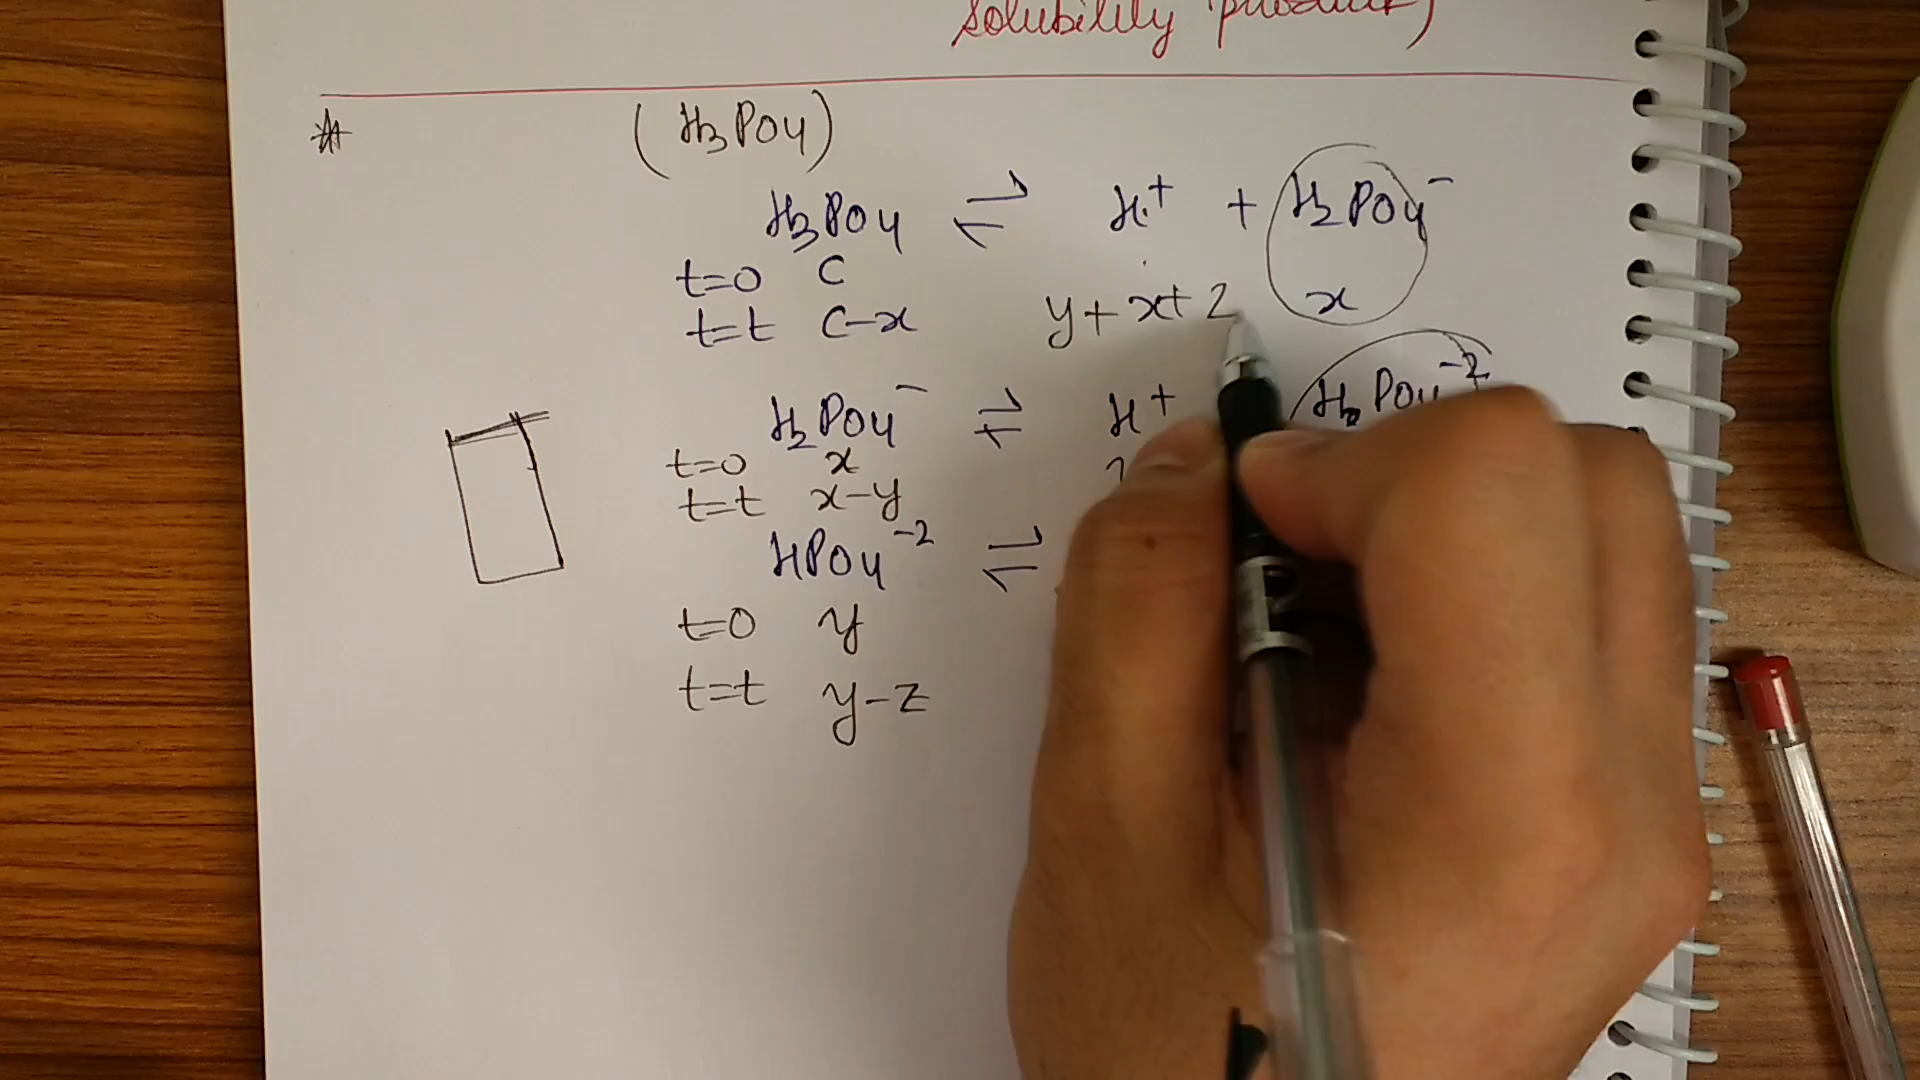 Solubility product)
* (H3PO4)
H3PO4 ⇌ H+ + H2PO4-
t=0 C
t=t C-x y+x+z x
H2PO4- ⇌ H+ HPO4-2
t=0 x
t=t x-y
HPO4-2 ⇌
t=0 y
t=t y-z